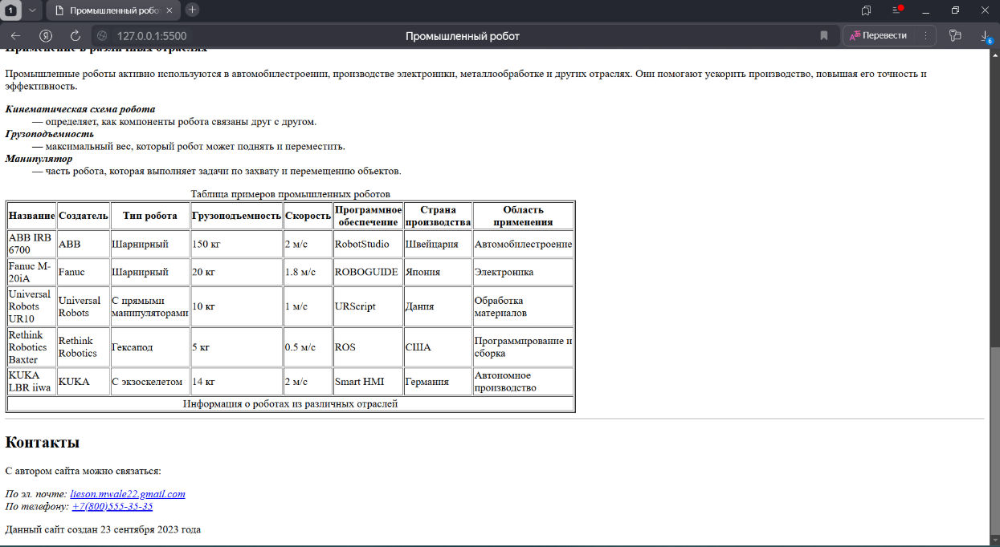 1
Промышленный робот
127.0.0.1:5500
Промышленный робот
Перевести
6
Применение в различных отраслях
Промышленные роботы активно используются в автомобилестроении, производстве электроники, металлообработке и других отраслях. Они помогают ускорить производство, повышая его точность и
эффективность.
Кинематическая схема робота
— определяет, как компоненты робота связаны друг с другом.
Грузоподъемность
— максимальный вес, который робот может поднять и переместить.
Манипулятор
— часть робота, которая выполняет задачи по захвату и перемещению объектов.
Таблица примеров промышленных роботов
Название Создатель Тип робота Грузоподъемность Скорость Программное обеспечение Страна производства Область применения
ABB IRB 6700 ABB Шарнирный 150 кг 2 м/с RobotStudio Швейцария Автомобилестроение
Fanuc M-20iA Fanuc Шарнирный 20 кг 1.8 м/с ROBOGUIDE Япония Электроника
Universal Robots UR10 Universal Robots С прямыми манипуляторами 10 кг 1 м/с URScript Дания Обработка материалов
Rethink Robotics Baxter Rethink Robotics Гексапод 5 кг 0.5 м/с ROS США Программирование и сборка
KUKA LBR iiwa KUKA С экзоскелетом 14 кг 2 м/с Smart HMI Германия Автономное производство
Информация о роботах из различных отраслей
Контакты
С автором сайта можно связаться:
По эл. почте: lieson.mwale22.gmail.com
По телефону: +7(800)555-35-35
Данный сайт создан 23 сентября 2023 года